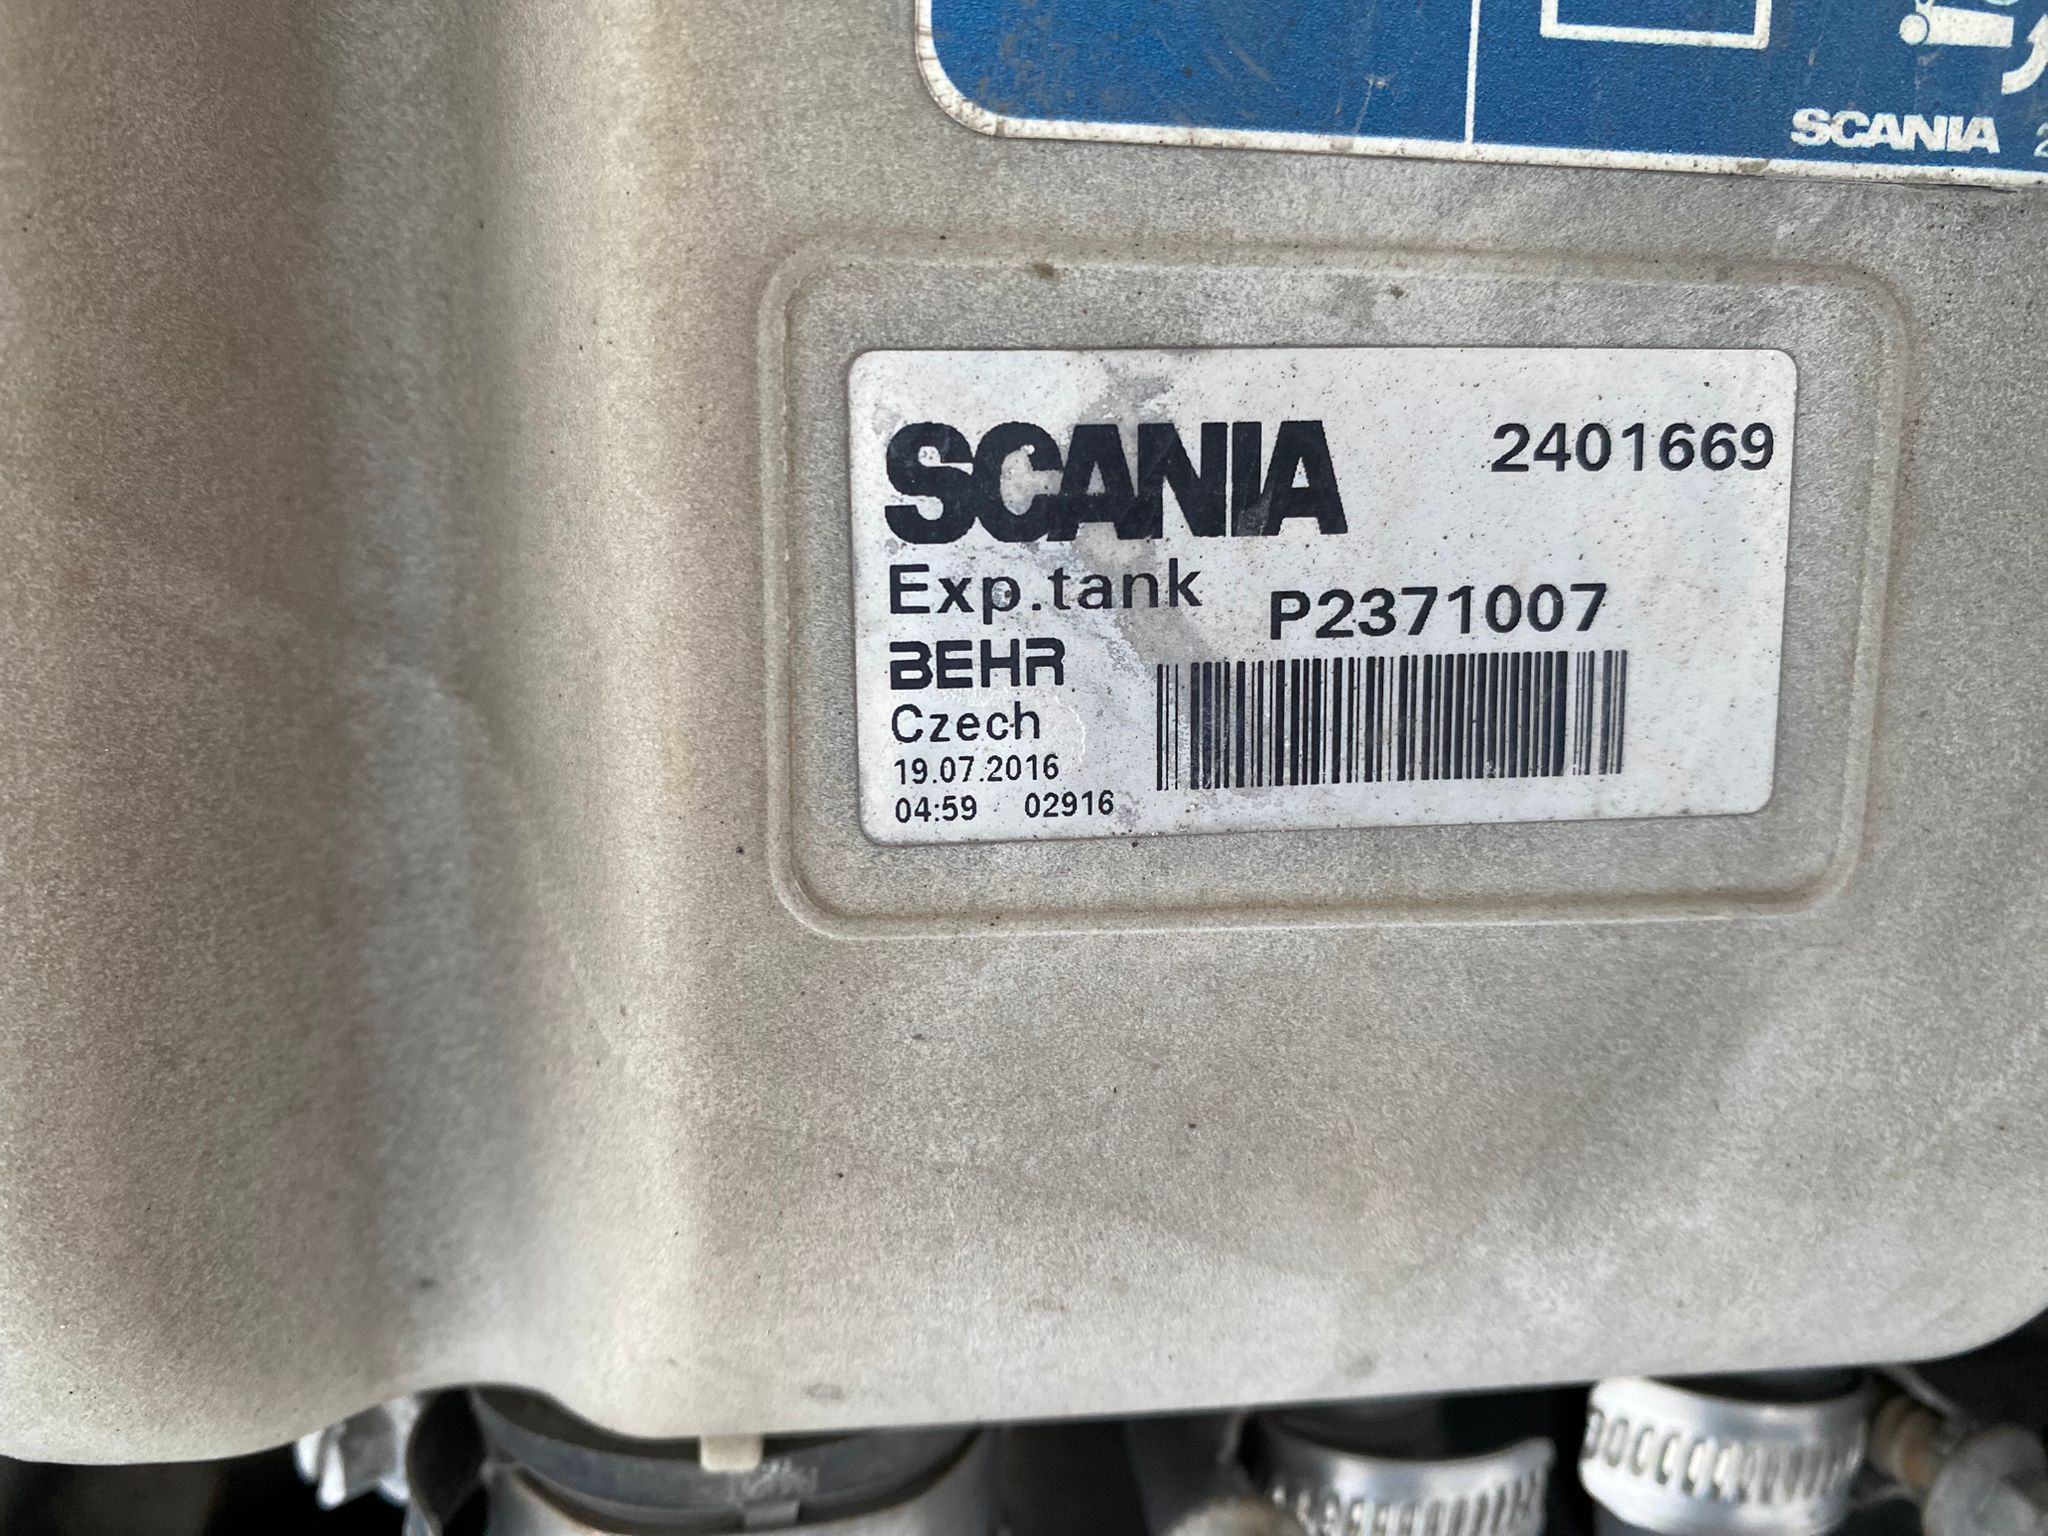 SCANIA
SCANIA 2401669
Exp.tank P2371007
BEHR
Czech
19.07.2016
04:59 02916